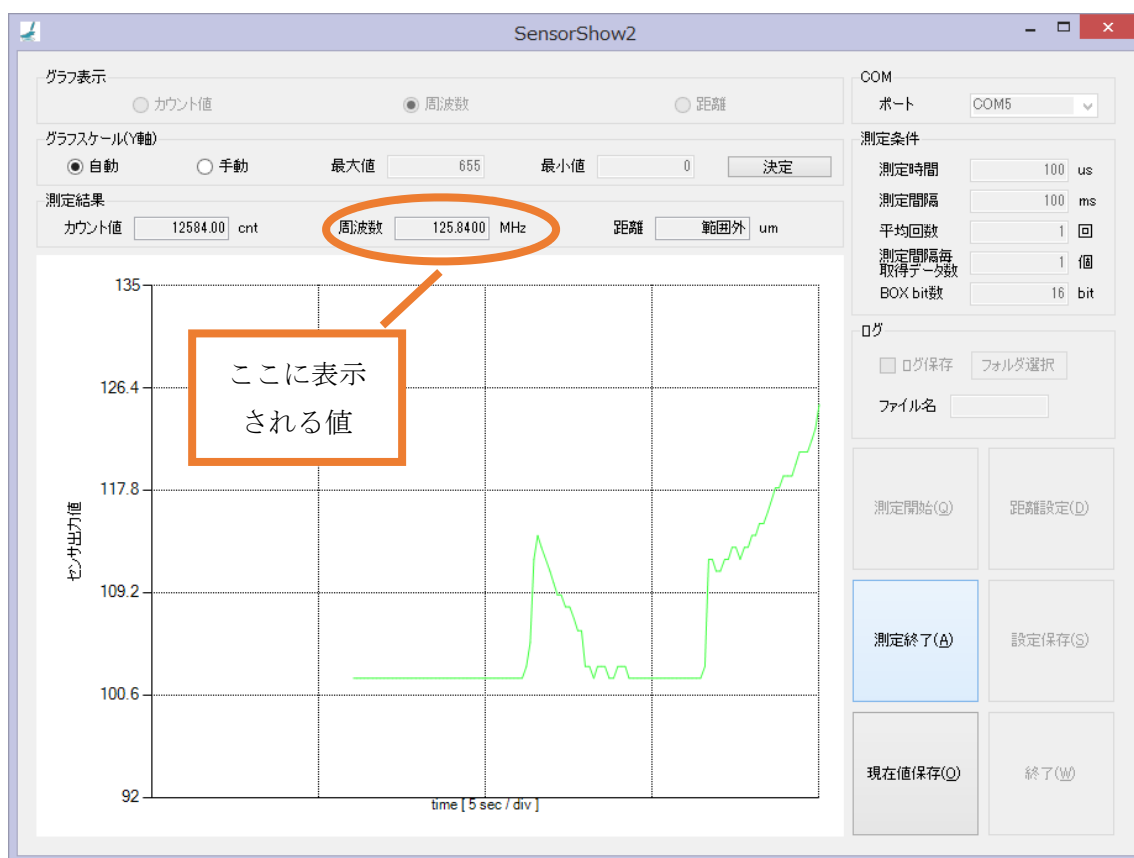 SensorShow2
グラフ表示
カウント値 周波数 距離
グラフスケール(Y軸)
自動 手動 最大値 655 最小値 0 決定
測定結果
カウント値 12584.00 cnt 周波数 125.8400 MHz 距離 範囲外 um
COM
ポート COM5
測定条件
測定時間 100 us
測定間隔 100 ms
平均回数 1 回
測定間隔毎
取得データ数 1 個
BOX bit数 16 bit
ログ
ログ保存 フォルダ選択
ファイル名
ここに表示
される値
センサ出力値
135
126.4
117.8
109.2
100.6
92
time [ 5 sec / div ]
測定開始(Q) 距離設定(D)
測定終了(A) 設定保存(S)
現在値保存(O) 終了(W)